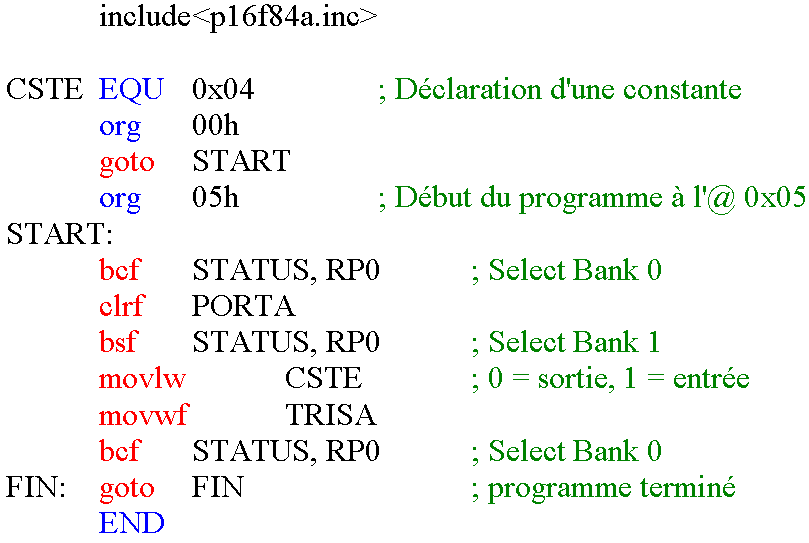 include<p16f84a.inc>
CSTE EQU 0x04 ; Déclaration d'une constante
org 00h
goto START
org 05h ; Début du programme à l'@ 0x05
START:
bcf STATUS, RP0 ; Select Bank 0
clrf PORTA
bsf STATUS, RP0 ; Select Bank 1
movlw CSTE ; 0 = sortie, 1 = entrée
movwf TRISA
bcf STATUS, RP0 ; Select Bank 0
FIN: goto FIN ; programme terminé
END